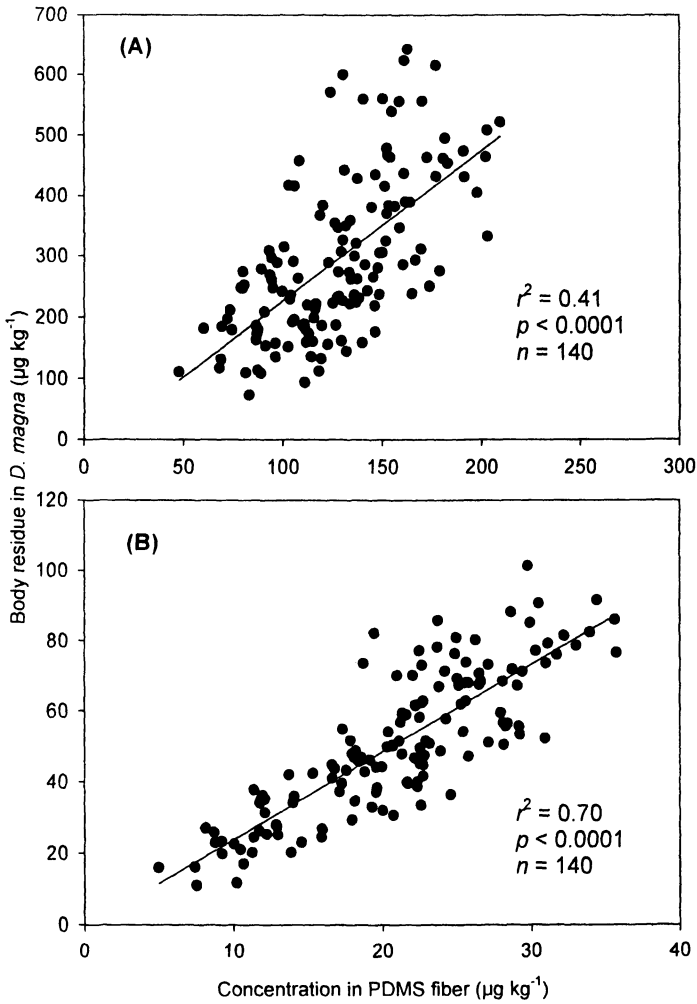 700
(A)
600
500
400
300
200
100
0
r² = 0.41
p < 0.0001
n = 140
0 50 100 150 200 250 300
Body residue in D. magna (µg kg⁻¹)
120
(B)
100
80
60
40
20
0
r² = 0.70
p < 0.0001
n = 140
0 10 20 30 40
Concentration in PDMS fiber (µg kg⁻¹)